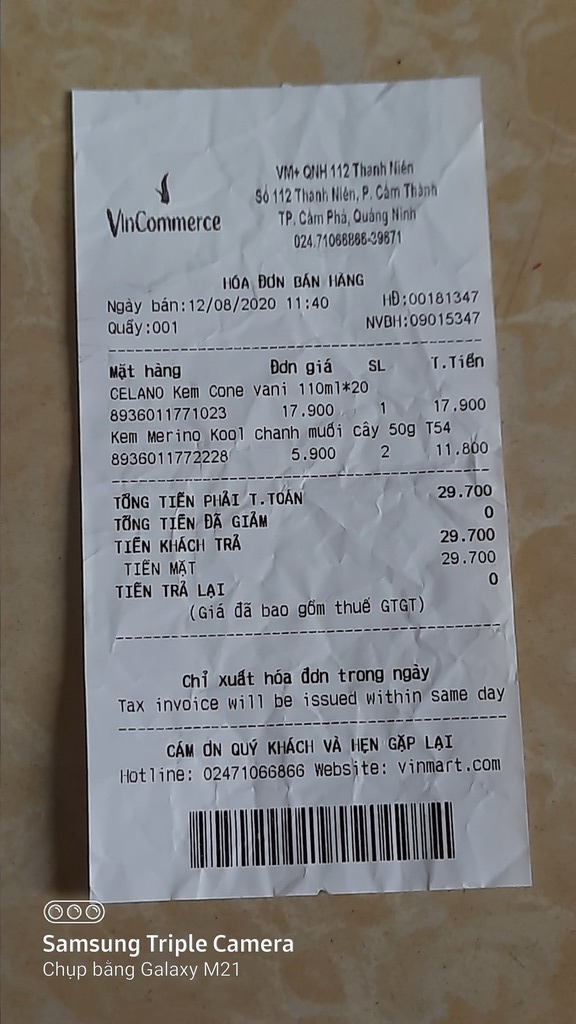 VinCommerce
VM+ QNH 112 Thanh Niên
Số 112 Thanh Niên, P. Cẩm Thành
TP. Cẩm Phả, Quảng Ninh
024.71066866-39671
HÓA ĐƠN BÁN HÀNG
Ngày bán:12/08/2020 11:40 HĐ:00181347
Quầy:001 NVBH:09015347
Mặt hàng Đơn giá SL T.Tiền
CELANO Kem Cone vani 110ml*20
8936011771023 17.900 1 17.900
Kem Merino Kool chanh muối cây 50g T54
8936011772228 5.900 2 11.800
TỔNG TIỀN PHẢI T.TOÁN 29.700
TỔNG TIỀN ĐÃ GIẢM 0
TIỀN KHÁCH TRẢ 29.700
TIỀN MẶT 29.700
TIỀN TRẢ LẠI 0
(Giá đã bao gồm thuế GTGT)
Chỉ xuất hóa đơn trong ngày
Tax invoice will be issued within same day
CẢM ƠN QUÝ KHÁCH VÀ HẸN GẶP LẠI
Hotline: 02471066866 Website: vinmart.com
Samsung Triple Camera
Chụp bằng Galaxy M21